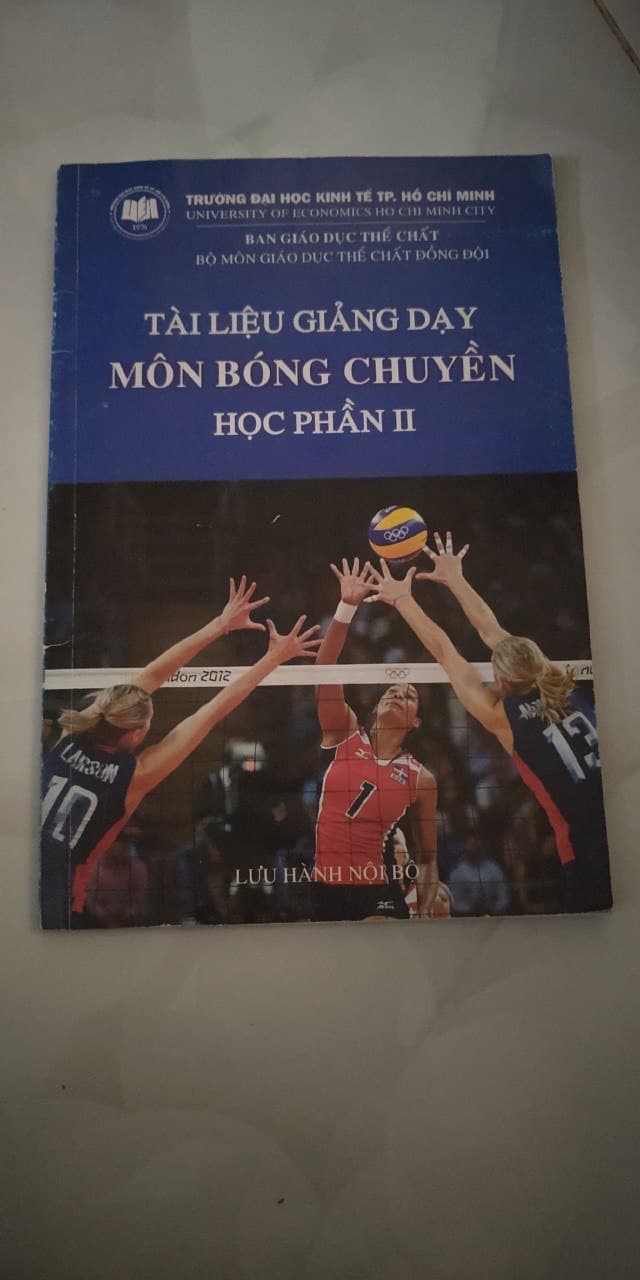 TRƯỜNG ĐẠI HỌC KINH TẾ TP. HỒ CHÍ MINH
UNIVERSITY OF ECONOMICS HO CHI MINH CITY
BAN GIÁO DỤC THỂ CHẤT
BỘ MÔN GIÁO DỤC THỂ CHẤT ĐỒNG ĐỘI
1976
TÀI LIỆU GIẢNG DẠY
MÔN BÓNG CHUYỀN
HỌC PHẦN II
don 2012
LARSON
10
1
13
LƯU HÀNH NỘI BỘ